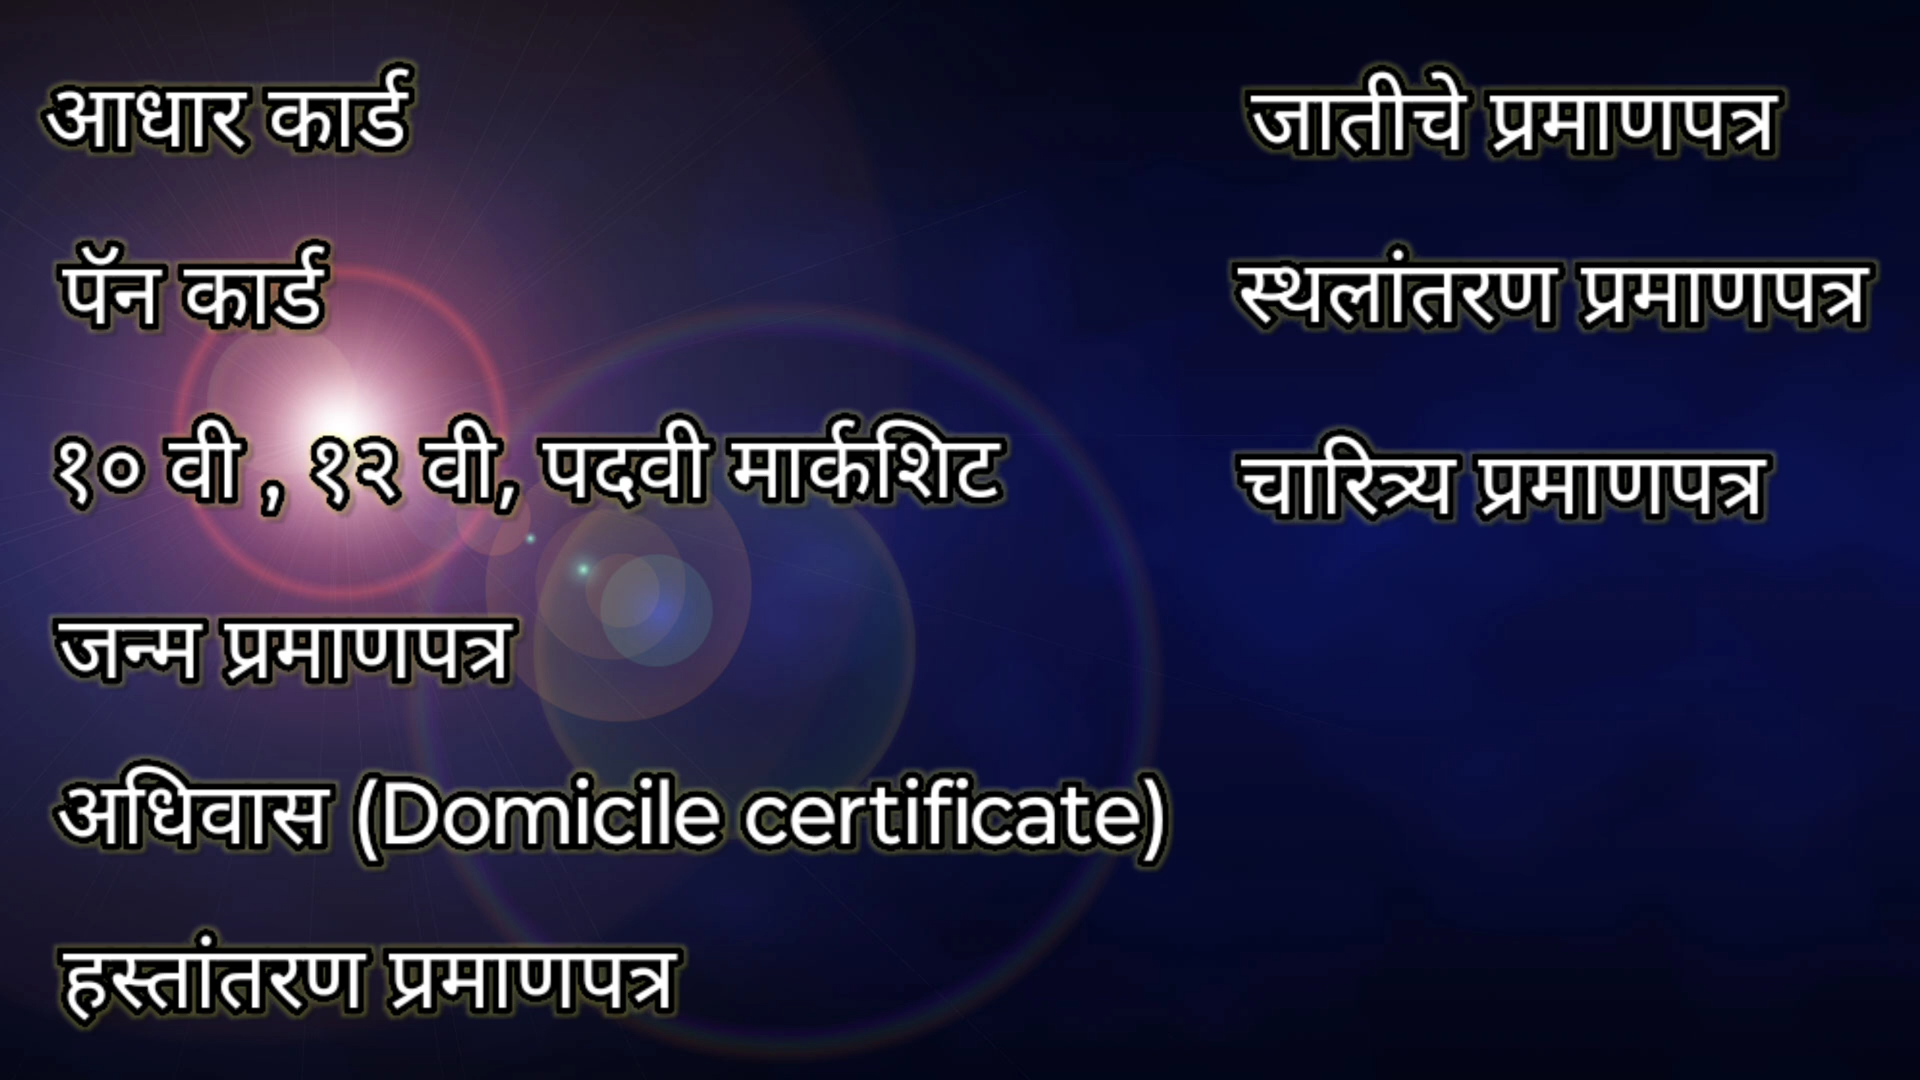 आधार कार्ड
पॅन कार्ड
१० वी , १२ वी, पदवी मार्कशिट
जन्म प्रमाणपत्र
अधिवास (Domicile certificate)
हस्तांतरण प्रमाणपत्र
जातीचे प्रमाणपत्र
स्थलांतरण प्रमाणपत्र
चारित्र्य प्रमाणपत्र